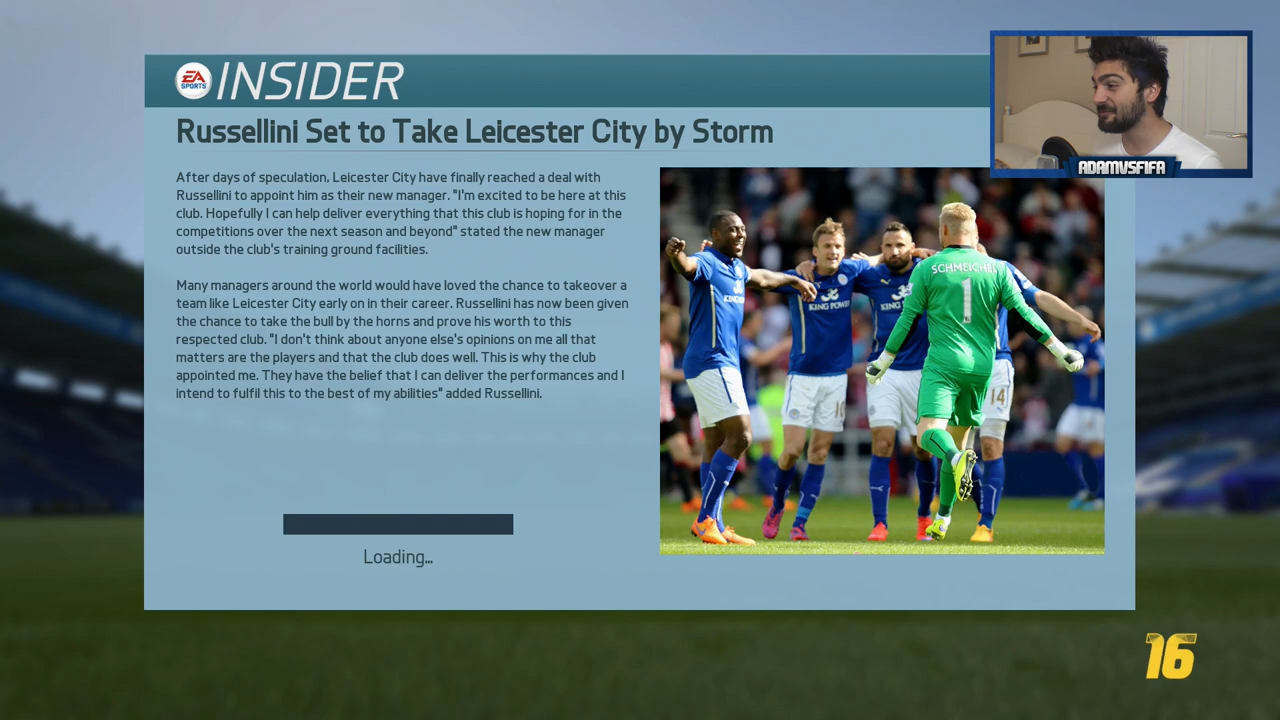 EA SPORTS INSIDER
Russellini Set to Take Leicester City by Storm
After days of speculation, Leicester City have finally reached a deal with
Russellini to appoint him as their new manager. "I'm excited to be here at this
club. Hopefully I can help deliver everything that this club is hoping for in the
competitions over the next season and beyond" stated the new manager
outside the club's training ground facilities.
Many managers around the world would have loved the chance to takeover a
team like Leicester City early on in their career. Russellini has now been given
the chance to take the bull by the horns and prove his worth to this
respected club. "I don't think about anyone else's opinions on me all that
matters are the players and that the club does well. This is why the club
appointed me. They have the belief that I can deliver the performances and I
intend to fulfil this to the best of my abilities" added Russellini.
Loading...
ADAMVSFIFA
SCHMEICHEL
1
KING POWER
KING POWER
KING
14
10
16